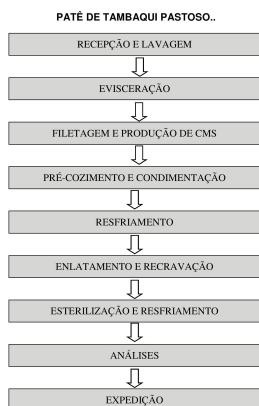 PATÊ DE TAMBAQUI PASTOSO..
RECEPÇÃO E LAVAGEM
EVISCERAÇÃO
FILETAGEM E PRODUÇÃO DE CMS
PRÉ-COZIMENTO E CONDIMENTAÇÃO
RESFRIAMENTO
ENLATAMENTO E RECRAVAÇÃO
ESTERILIZAÇÃO E RESFRIAMENTO
ANÁLISES
EXPEDIÇÃO